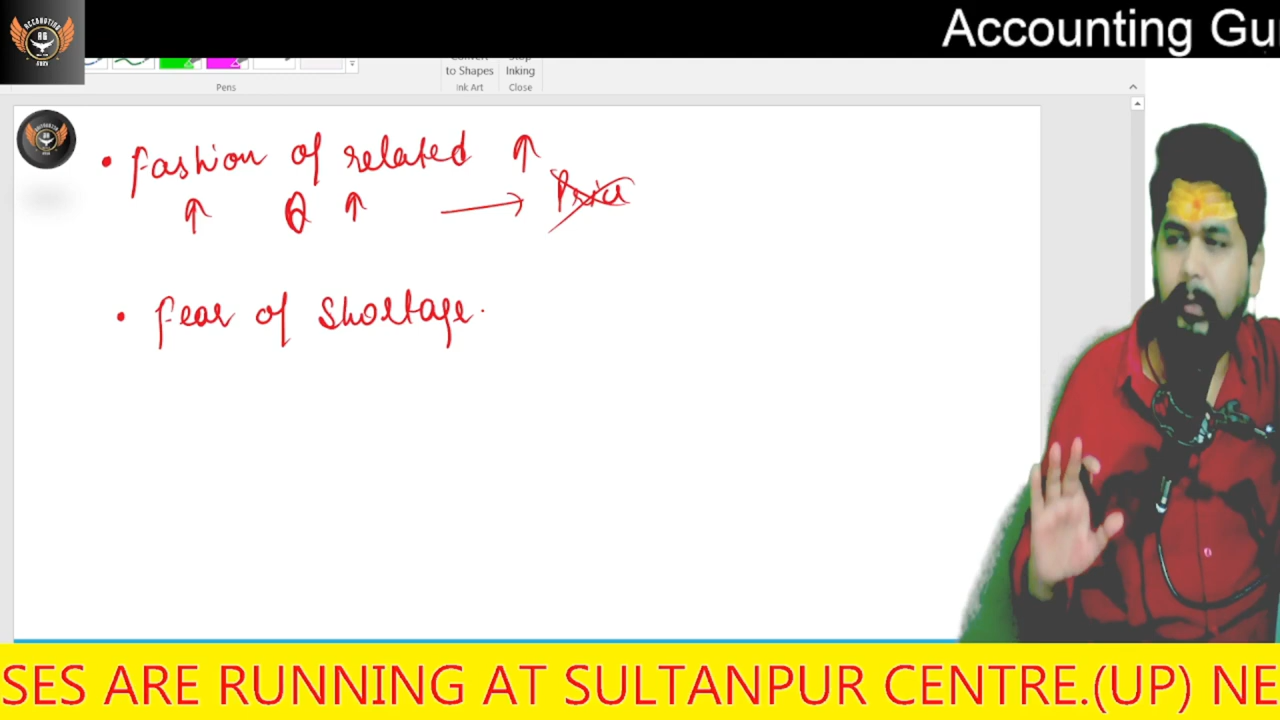 Accounting Gu
to Shapes Inking
Pens Ink Art Close
• fashion of related ↑
↑ Q ↑ → Price
• fear of shortage.
SES ARE RUNNING AT SULTANPUR CENTRE.(UP) NE